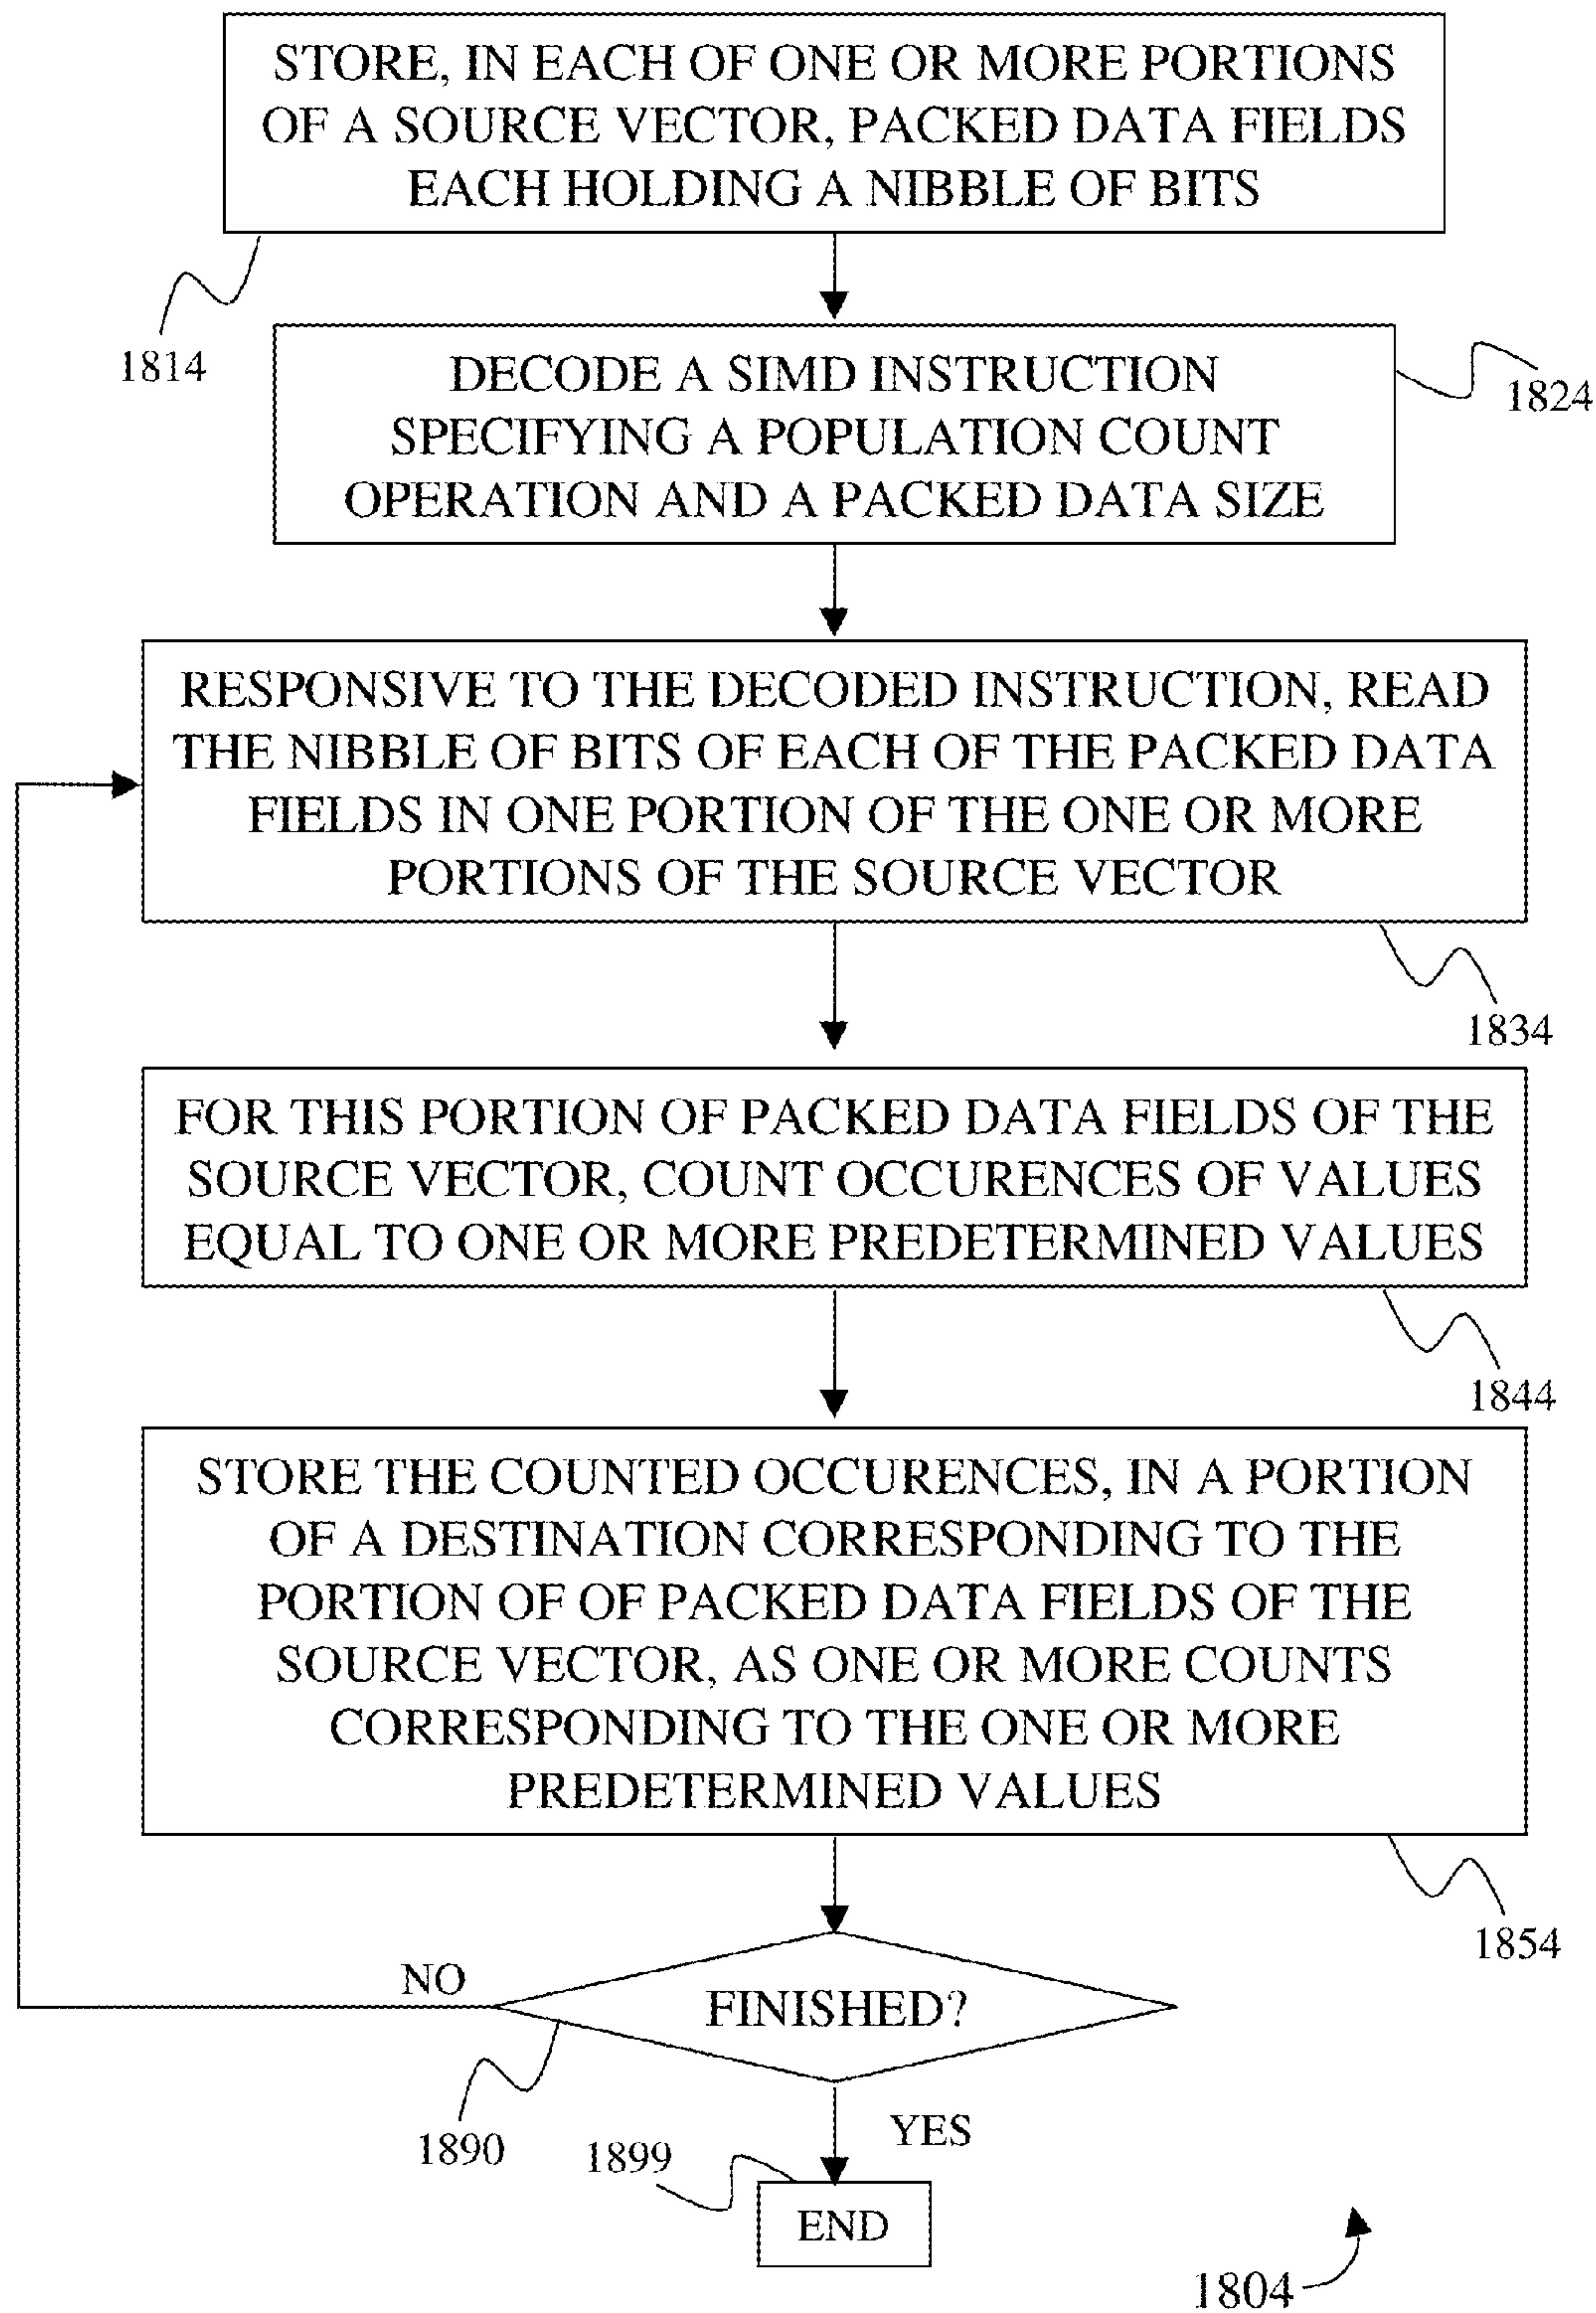 STORE, IN EACH OF ONE OR MORE PORTIONS
OF A SOURCE VECTOR, PACKED DATA FIELDS
EACH HOLDING A NIBBLE OF BITS
1814
DECODE A SIMD INSTRUCTION
SPECIFYING A POPULATION COUNT
OPERATION AND A PACKED DATA SIZE
1824
RESPONSIVE TO THE DECODED INSTRUCTION, READ
THE NIBBLE OF BITS OF EACH OF THE PACKED DATA
FIELDS IN ONE PORTION OF THE ONE OR MORE
PORTIONS OF THE SOURCE VECTOR
1834
FOR THIS PORTION OF PACKED DATA FIELDS OF THE
SOURCE VECTOR, COUNT OCCURENCES OF VALUES
EQUAL TO ONE OR MORE PREDETERMINED VALUES
1844
STORE THE COUNTED OCCURENCES, IN A PORTION
OF A DESTINATION CORRESPONDING TO THE
PORTION OF OF PACKED DATA FIELDS OF THE
SOURCE VECTOR, AS ONE OR MORE COUNTS
CORRESPONDING TO THE ONE OR MORE
PREDETERMINED VALUES
1854
NO
FINISHED?
1890
YES
1899
END
1804